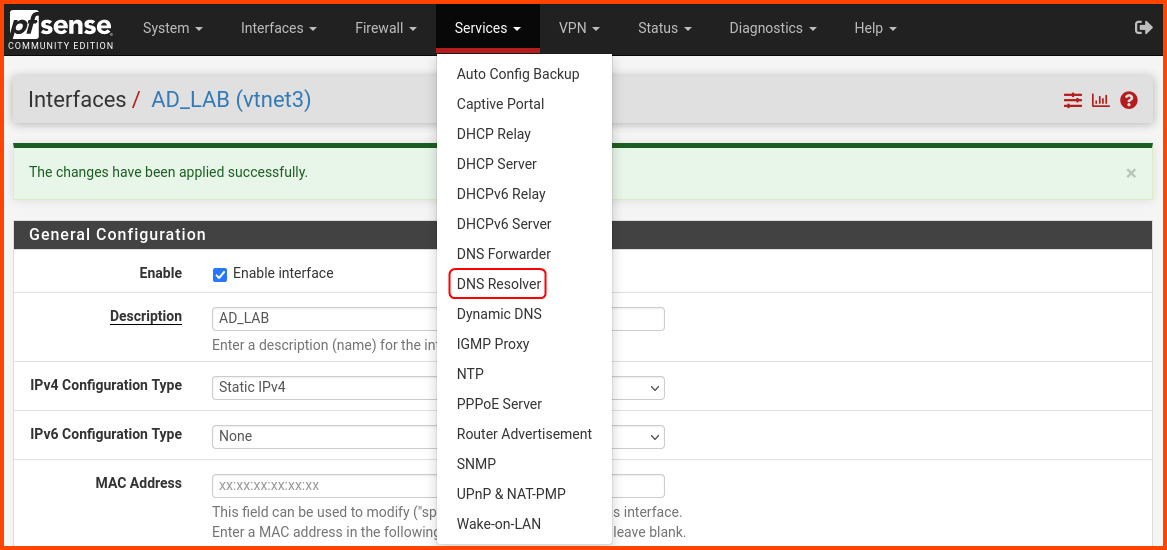 pfsense
COMMUNITY EDITION
System Interfaces Firewall Services VPN Status Diagnostics Help
Auto Config Backup
Captive Portal
DHCP Relay
DHCP Server
DHCPv6 Relay
DHCPv6 Server
DNS Forwarder
DNS Resolver
Dynamic DNS
IGMP Proxy
NTP
PPPoE Server
Router Advertisement
SNMP
UPnP & NAT-PMP
Wake-on-LAN
Interfaces / AD_LAB (vtnet3)
The changes have been applied successfully. ×
General Configuration
Enable Enable interface
Description AD_LAB
Enter a description (name) for the
IPv4 Configuration Type Static IPv4
IPv6 Configuration Type None
MAC Address xx:xx:xx:xx:xx:xx
This field can be used to modify ("sp s interface.
Enter a MAC address in the following leave blank.